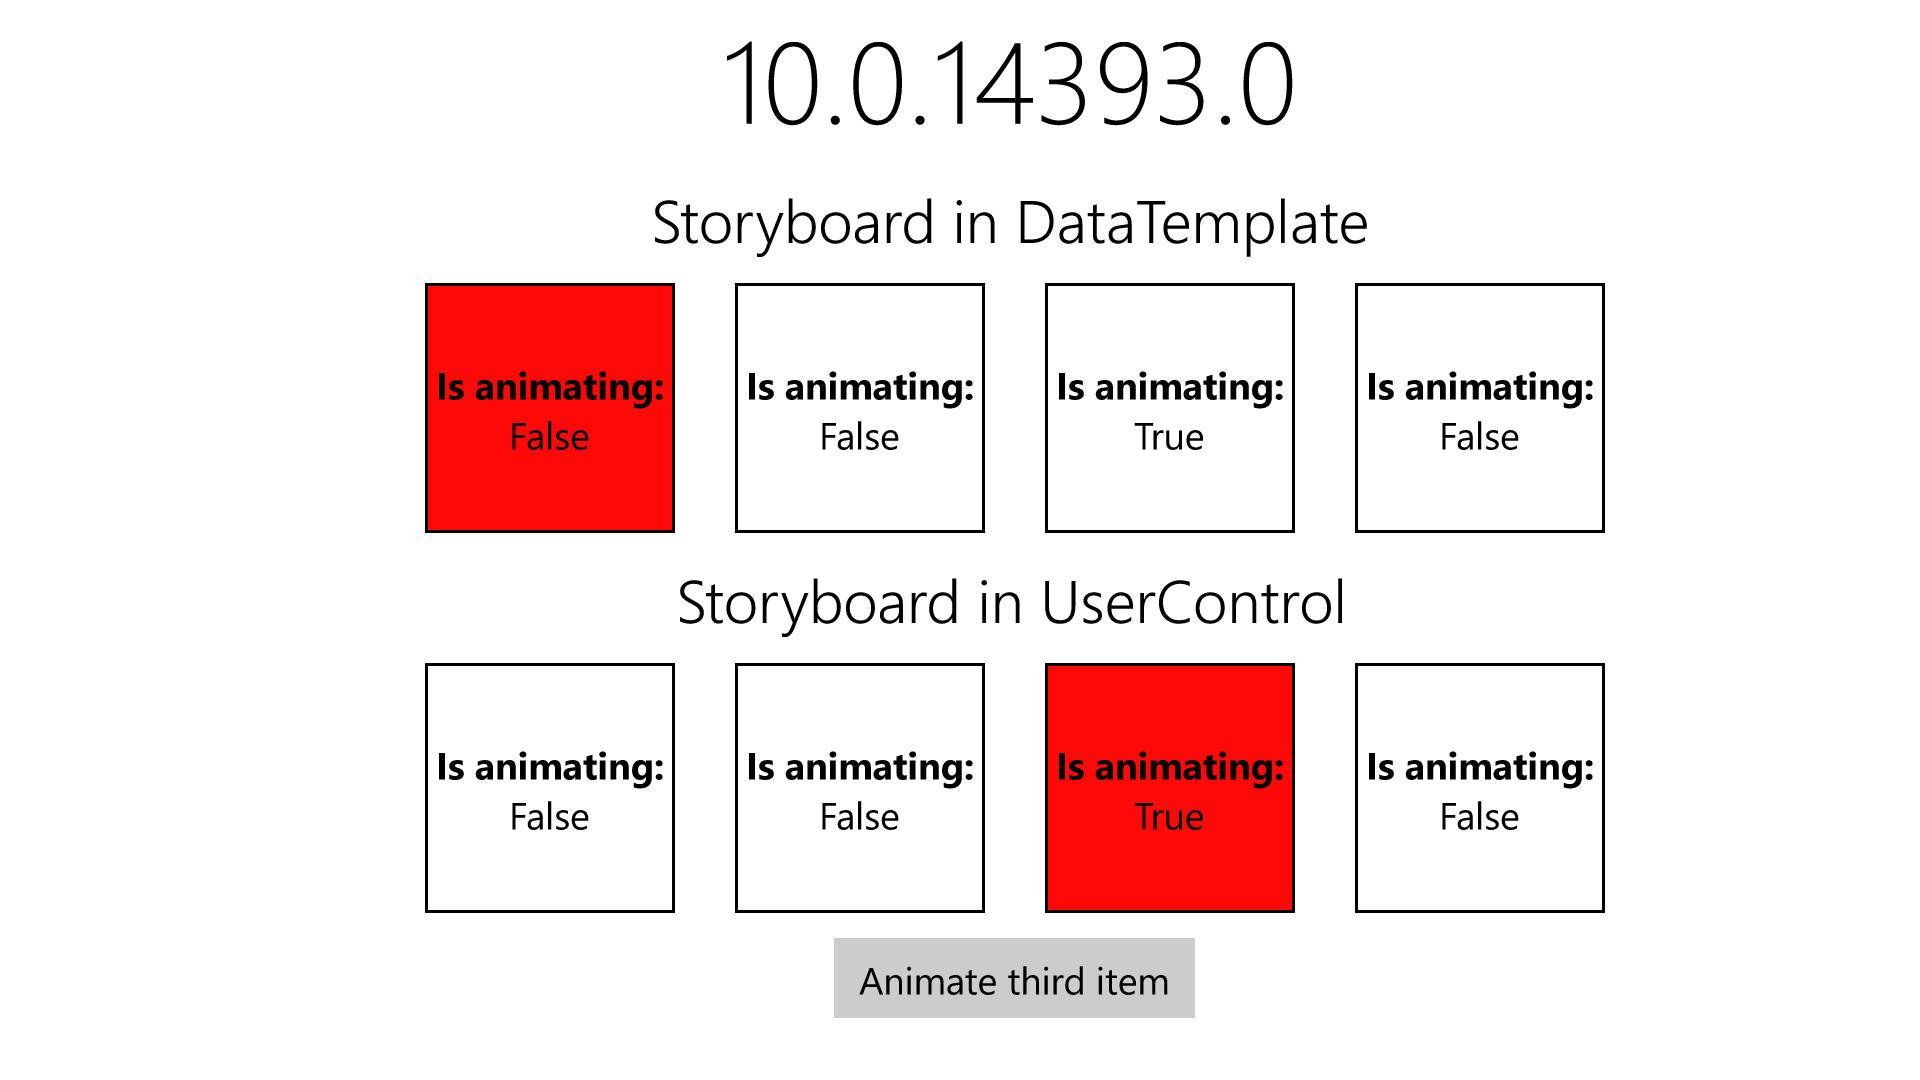 10.0.14393.0
Storyboard in DataTemplate
Is animating: Is animating: Is animating: Is animating:
False False True False
Storyboard in UserControl
Is animating: Is animating: Is animating: Is animating:
False False True False
Animate third item